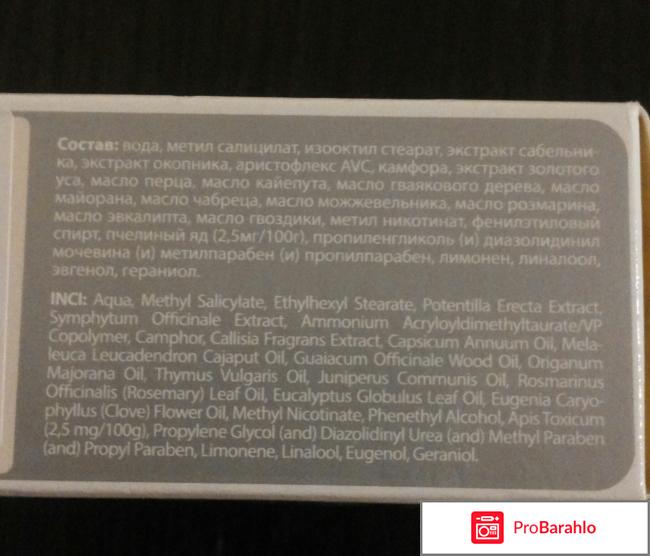 Состав: вода, метил салицилат, изооктил стеарат, экстракт сабельни-
ка, экстракт окопника, аристофлекс AVC, камфора, экстракт золотого
уса, масло перца, масло кайепута, масло гваякового дерева, масло
майорана, масло чабреца, масло можжевельника, масло розмарина,
масло эвкалипта, масло гвоздики, метил никотинат, фенилэтиловый
спирт, пчелиный яд (2,5мг/100г), пропиленгликоль (и) диазолидинил
мочевина (и) метилпарабен (и) пропилпарабен, лимонен, линалоол,
эвгенол, гераниол.
INCI: Aqua, Methyl Salicylate, Ethylhexyl Stearate, Potentilla Erecta Extract,
Symphytum Officinale Extract, Ammonium Acryloyldimethyltaurate/VP
Copolymer, Camphor, Callisia Fragrans Extract, Capsicum Annuum Oil, Mela-
leuca Leucadendron Cajaput Oil, Guaiacum Officinale Wood Oil, Origanum
Majorana Oil, Thymus Vulgaris Oil, Juniperus Communis Oil, Rosmarinus
Officinalis (Rosemary) Leaf Oil, Eucalyptus Globulus Leaf Oil, Eugenia Caryo-
phyllus (Clove) Flower Oil, Methyl Nicotinate, Phenethyl Alcohol, Apis Toxicum
(2,5 mg/100g), Propylene Glycol (and) Diazolidinyl Urea (and) Methyl Paraben
(and) Propyl Paraben, Limonene, Linalool, Eugenol, Geraniol.
ProBarahlo